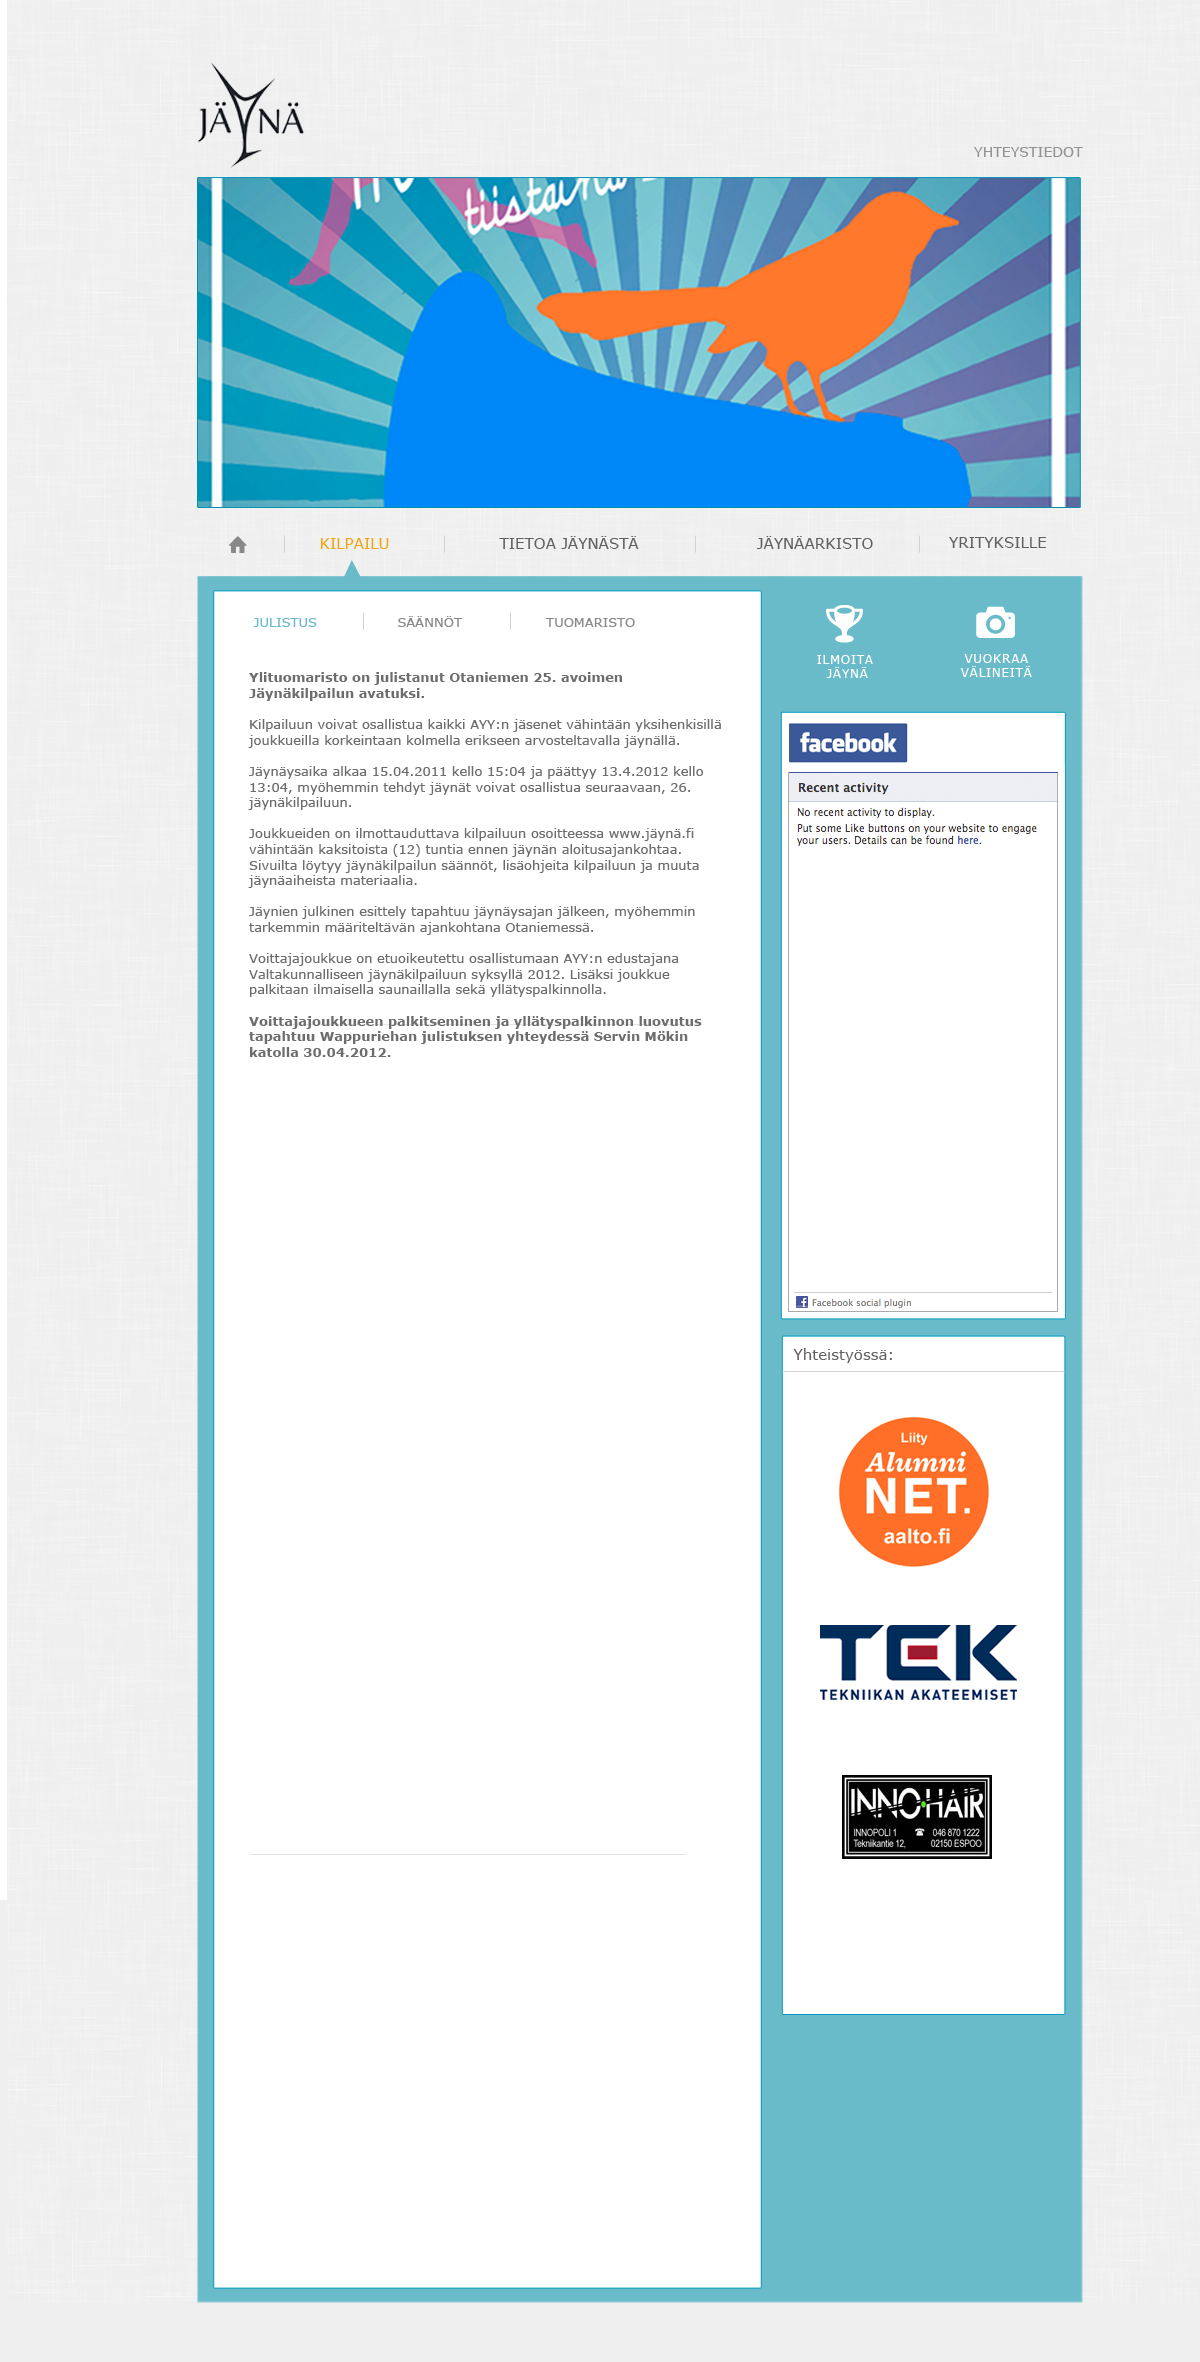 JÄYNÄ
YHTEYSTIEDOT
tiistaina
KILPAILU
TIETOA JÄYNÄSTÄ
JÄYNÄARKISTO
YRITYKSILLE
JULISTUS
SÄÄNNÖT
TUOMARISTO
Ylituomaristo on julistanut Otaniemen 25. avoimen
Jäynäkilpailun avatuksi.
Kilpailuun voivat osallistua kaikki AYY:n jäsenet vähintään yksihenkisillä
joukkueilla korkeintaan kolmella erikseen arvosteltavalla jäynällä.
Jäynäysaika alkaa 15.04.2011 kello 15:04 ja päättyy 13.4.2012 kello
13:04, myöhemmin tehdyt jäynät voivat osallistua seuraavaan, 26.
jäynäkilpailuun.
Joukkueiden on ilmottauduttava kilpailuun osoitteessa www.jäynä.fi
vähintään kaksitoista (12) tuntia ennen jäynän aloitusajankohtaa.
Sivuilta löytyy jäynäkilpailun säännöt, lisäohjeita kilpailuun ja muuta
jäynäaiheista materiaalia.
Jäynien julkinen esittely tapahtuu jäynäysajan jälkeen, myöhemmin
tarkemmin määriteltävän ajankohtana Otaniemessä.
Voittajajoukkue on etuoikeutettu osallistumaan AYY:n edustajana
Valtakunnalliseen jäynäkilpailuun syksyllä 2012. Lisäksi joukkue
palkitaan ilmaisella saunaillalla sekä yllätyspalkinnolla.
Voittajajoukkueen palkitseminen ja yllätyspalkinnon luovutus
tapahtuu Wappuriehan julistuksen yhteydessä Servin Mökin
katolla 30.04.2012.
ILMOITA
JÄYNÄ
VUOKRAA
VÄLINEITÄ
facebook
Recent activity
No recent activity to display.
Put some Like buttons on your website to engage
your users. Details can be found here.
Facebook social plugin
Yhteistyössä:
Liity
Alumni
NET.
aalto.fi
TEK
TEKNIIKAN AKATEEMISET
INNO·HAIR
INNOPOLI 1 ☎ 046 870 1222
Tekniikantie 12, 02150 ESPOO